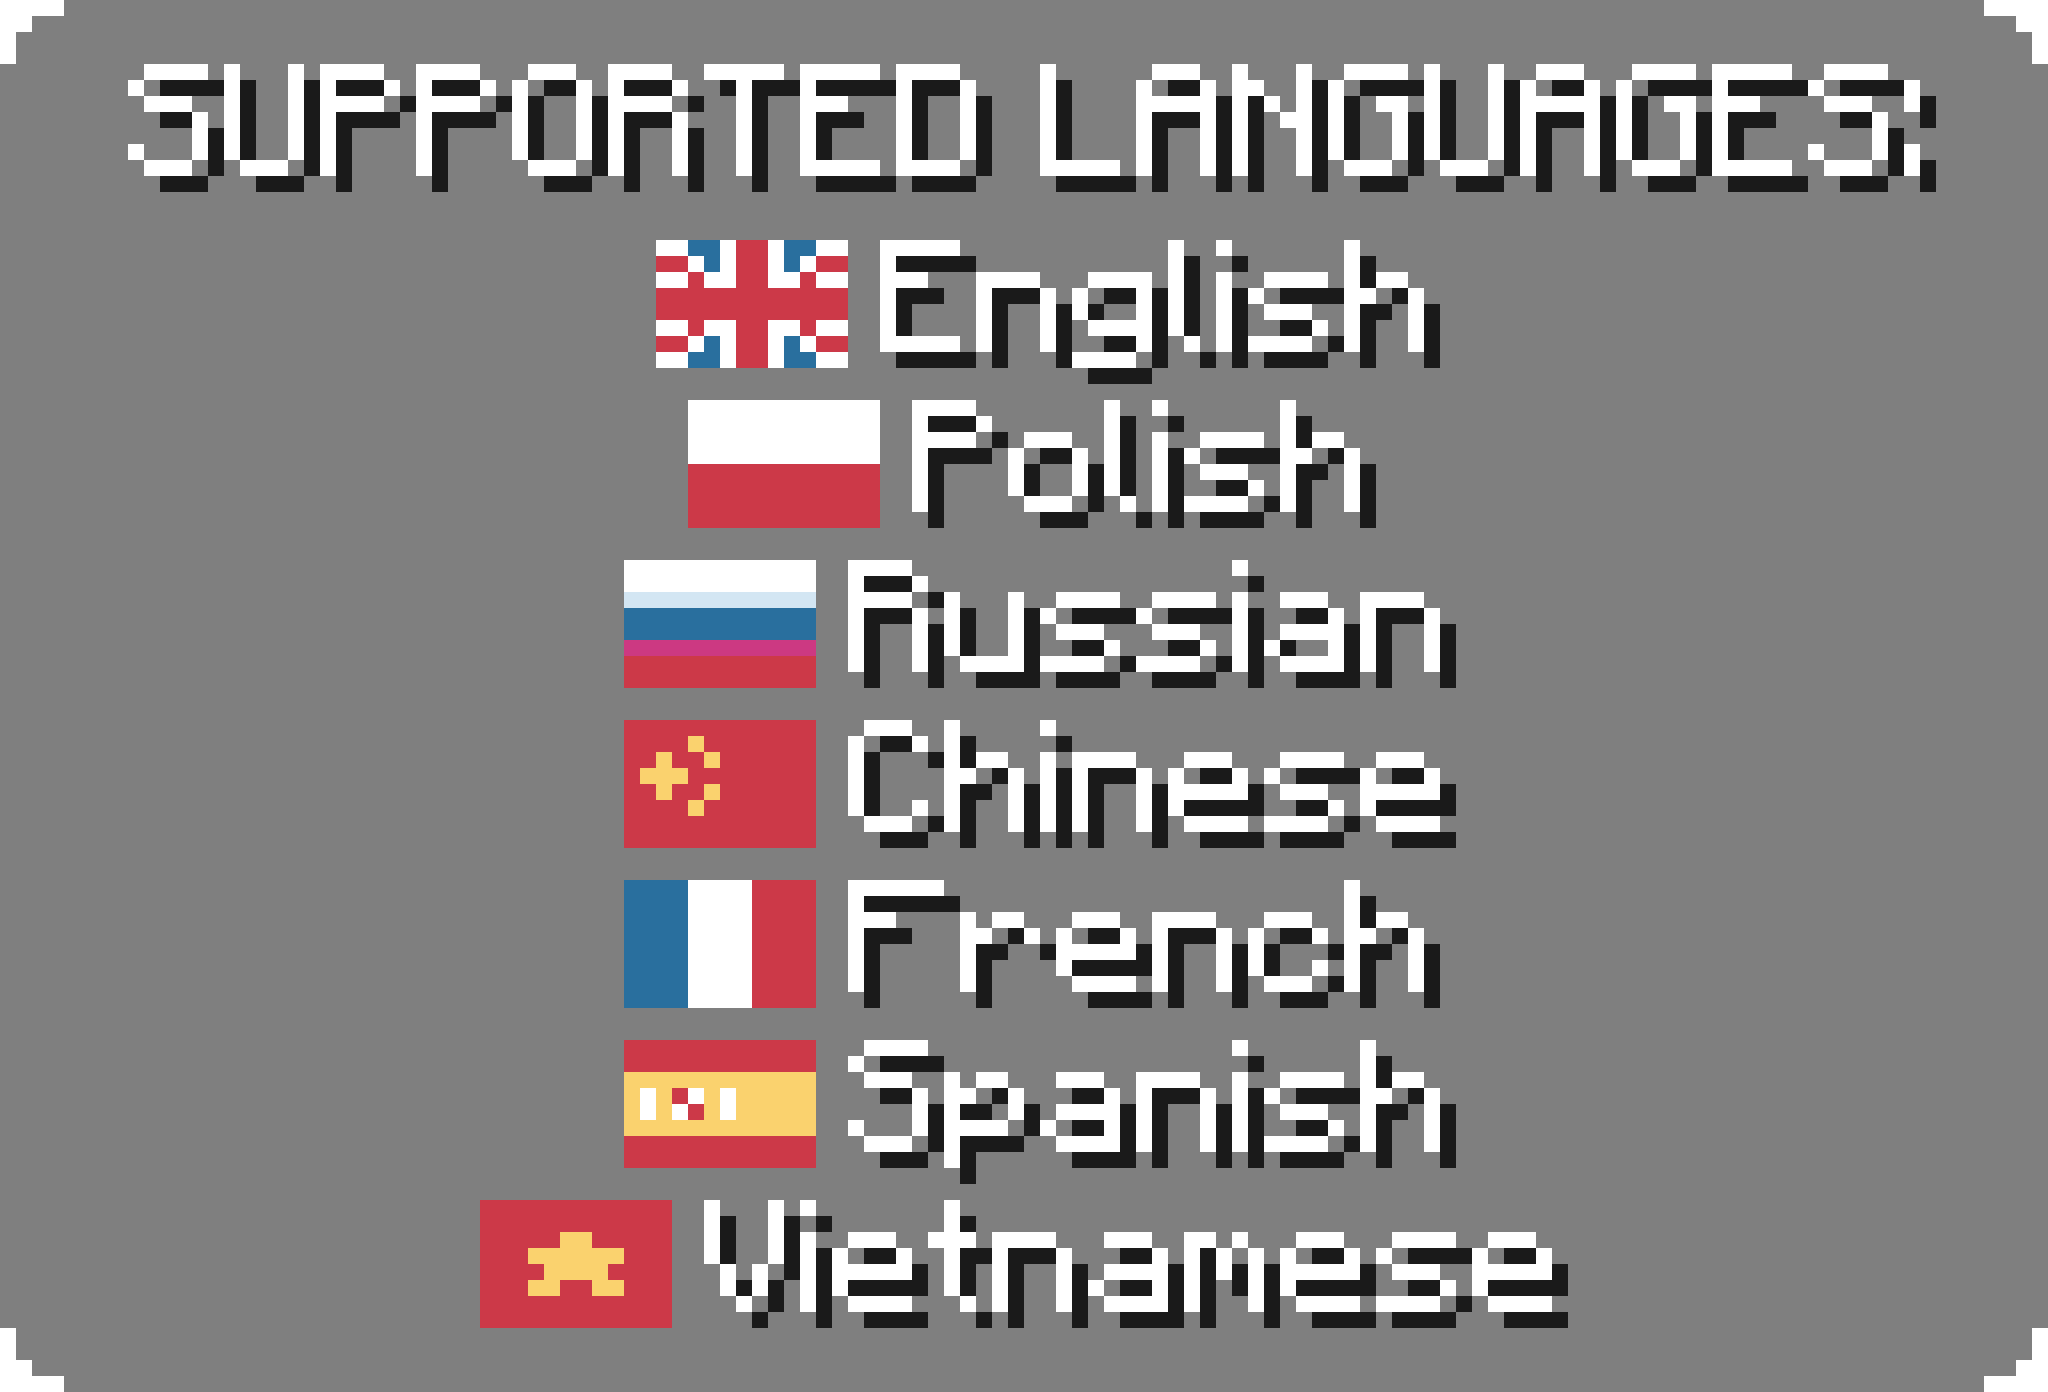 SUPPORTED LANGUAGES:
English
Polish
Russian
Chinese
French
Spanish
Vietnamese